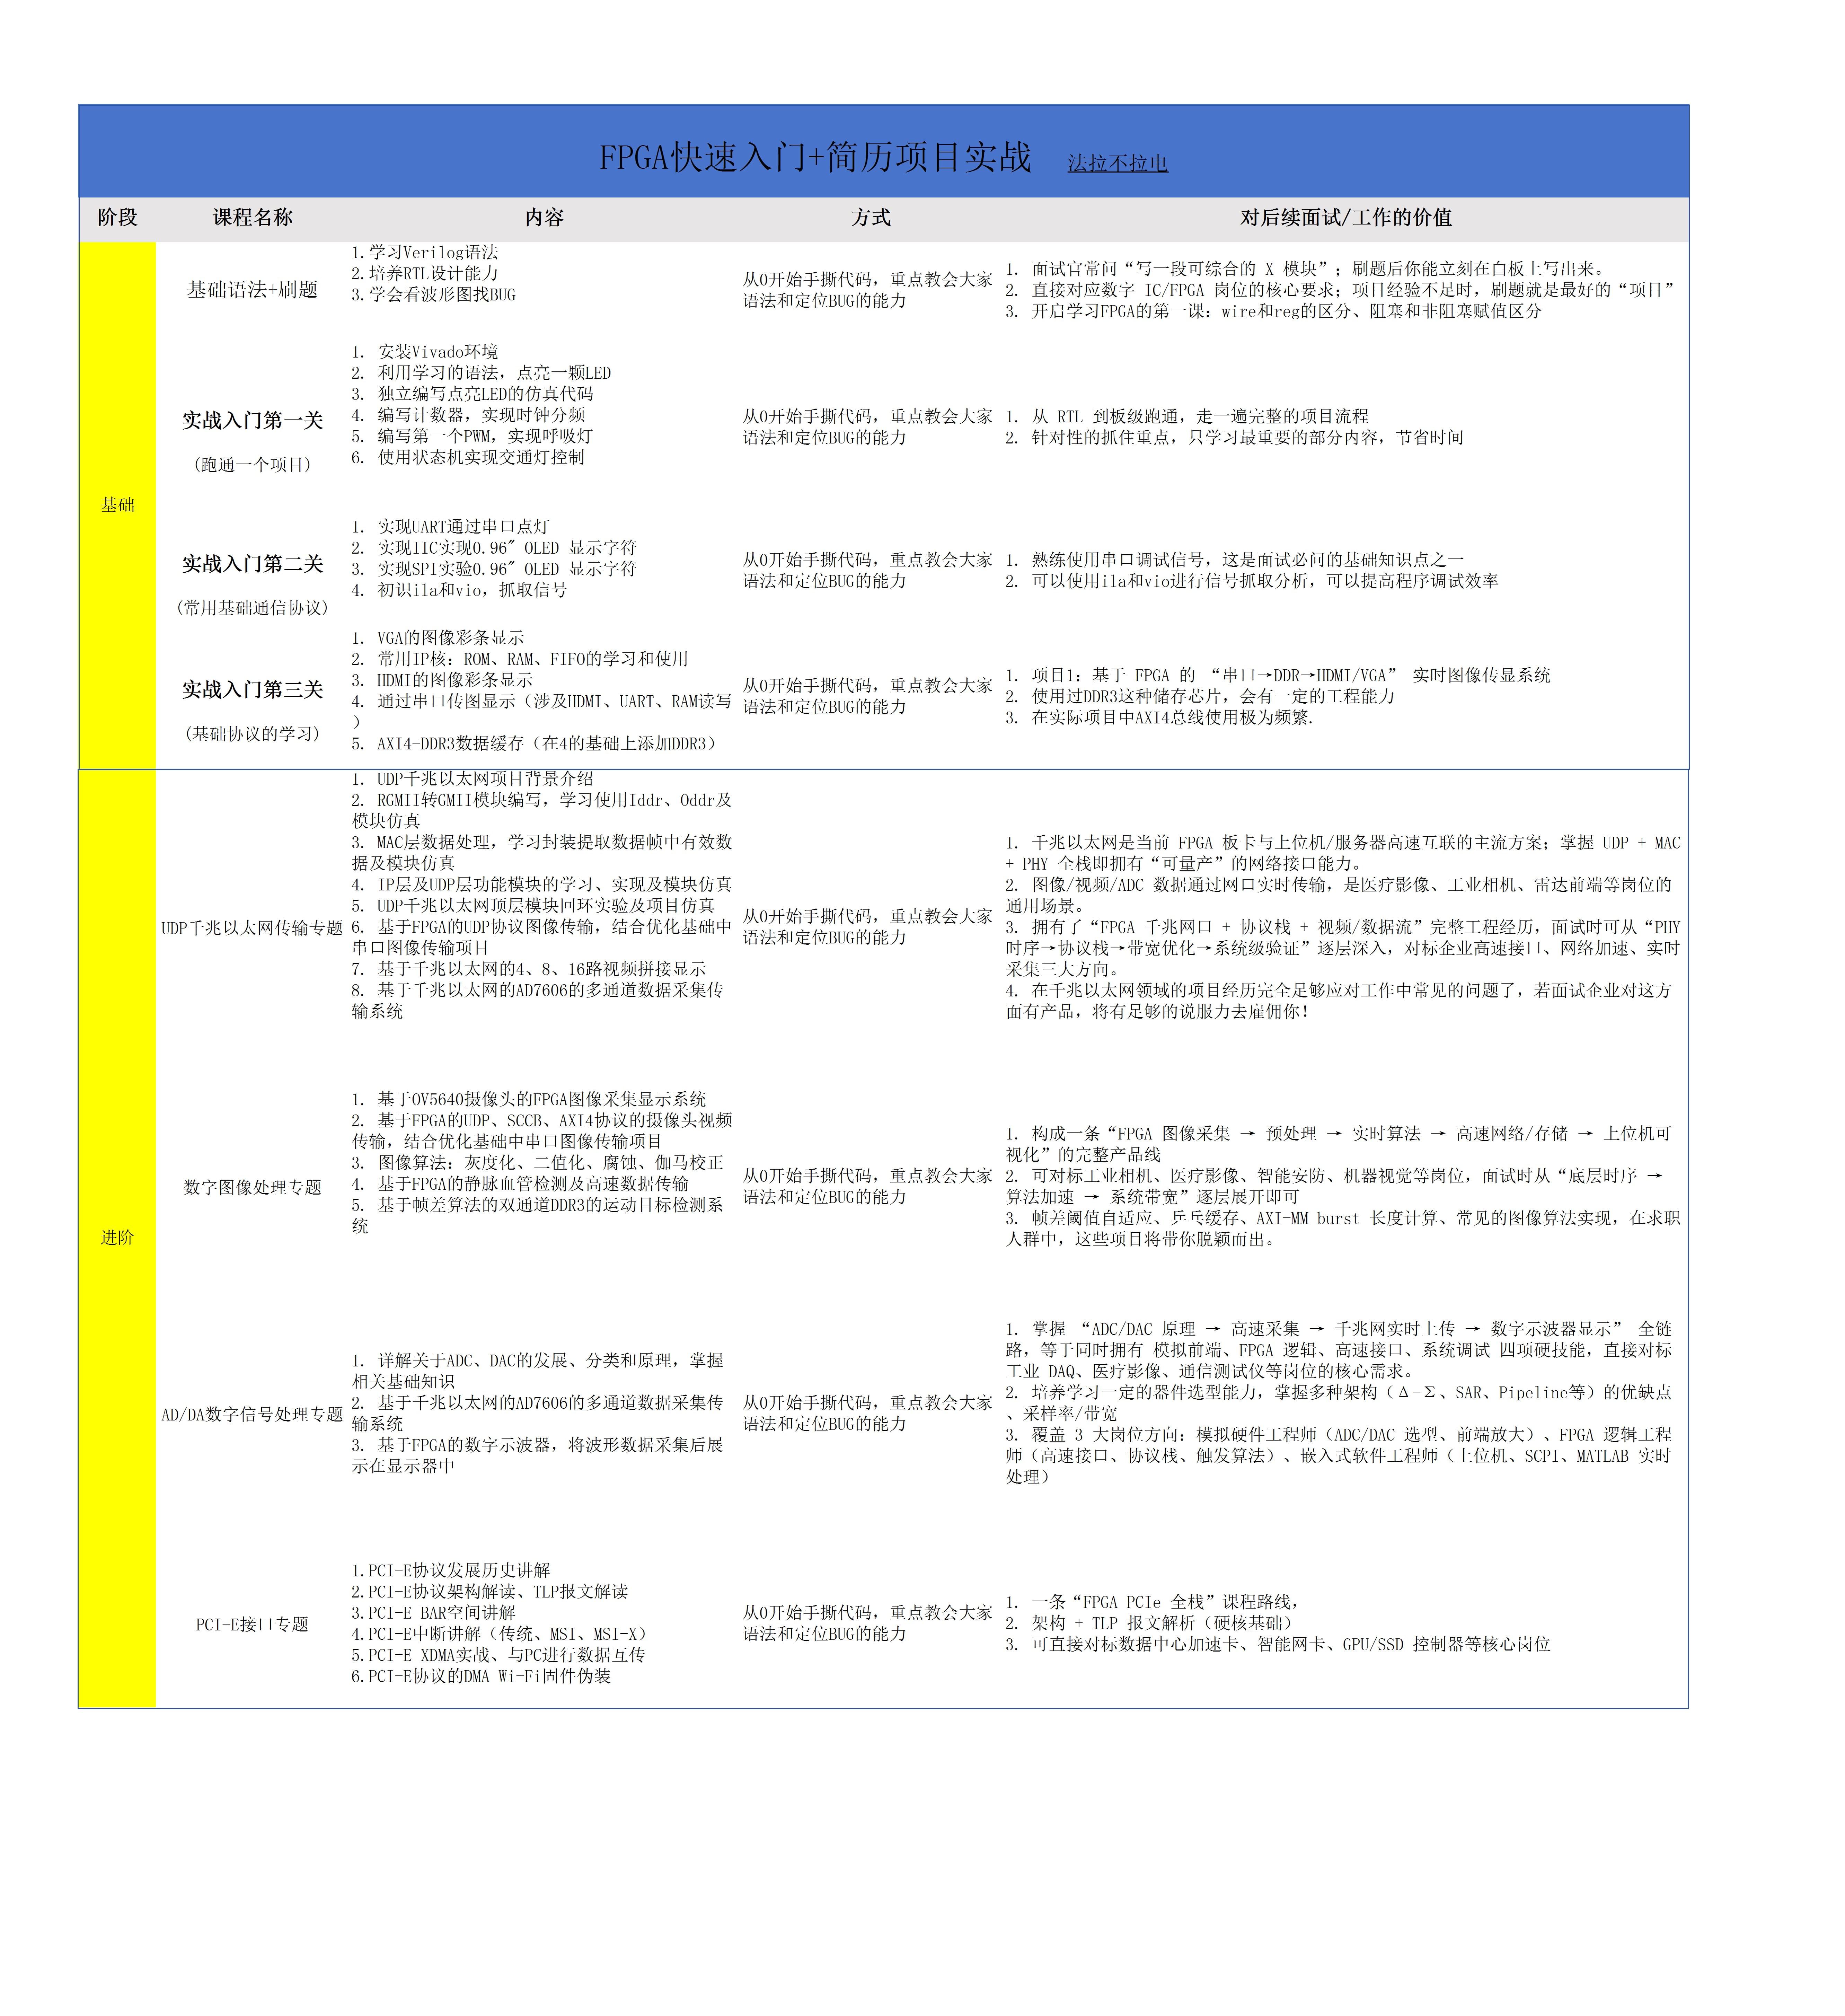 FPGA快速入门+简历项目实战 法拉不拉电
阶段 课程名称 内容 方式 对后续面试/工作的价值
基础
基础语法+刷题
1.学习Verilog语法
2.培养RTL设计能力
3.学会看波形图找BUG
从0开始手撕代码，重点教会大家
语法和定位BUG的能力
1. 面试官常问“写一段可综合的 X 模块”；刷题后你能立刻在白板上写出来。
2. 直接对应数字 IC/FPGA 岗位的核心要求；项目经验不足时，刷题就是最好的“项目”
3. 开启学习FPGA的第一课：wire和reg的区分、阻塞和非阻塞赋值区分
实战入门第一关
(跑通一个项目)
1. 安装Vivado环境
2. 利用学习的语法，点亮一颗LED
3. 独立编写点亮LED的仿真代码
4. 编写计数器，实现时钟分频
5. 编写第一个PWM，实现呼吸灯
6. 使用状态机实现交通灯控制
从0开始手撕代码，重点教会大家
语法和定位BUG的能力
1. 从 RTL 到板级跑通，走一遍完整的项目流程
2. 针对性的抓住重点，只学习最重要的部分内容，节省时间
实战入门第二关
(常用基础通信协议)
1. 实现UART通过串口点灯
2. 实现IIC实现0.96" OLED 显示字符
3. 实现SPI实验0.96" OLED 显示字符
4. 初识ila和vio，抓取信号
从0开始手撕代码，重点教会大家
语法和定位BUG的能力
1. 熟练使用串口调试信号，这是面试必问的基础知识点之一
2. 可以使用ila和vio进行信号抓取分析，可以提高程序调试效率
实战入门第三关
(基础协议的学习)
1. VGA的图像彩条显示
2. 常用IP核：ROM、RAM、FIFO的学习和使用
3. HDMI的图像彩条显示
4. 通过串口传图显示（涉及HDMI、UART、RAM读写
）
5. AXI4-DDR3数据缓存（在4的基础上添加DDR3）
从0开始手撕代码，重点教会大家
语法和定位BUG的能力
1. 项目1：基于 FPGA 的 “串口→DDR→HDMI/VGA” 实时图像传显系统
2. 使用过DDR3这种储存芯片，会有一定的工程能力
3. 在实际项目中AXI4总线使用极为频繁.
进阶
UDP千兆以太网传输专题
1. UDP千兆以太网项目背景介绍
2. RGMII转GMII模块编写，学习使用Iddr、Oddr及
模块仿真
3. MAC层数据处理，学习封装提取数据帧中有效数
据及模块仿真
4. IP层及UDP层功能模块的学习、实现及模块仿真
5. UDP千兆以太网顶层模块回环实验及项目仿真
6. 基于FPGA的UDP协议图像传输，结合优化基础中
串口图像传输项目
7. 基于千兆以太网的4、8、16路视频拼接显示
8. 基于千兆以太网的AD7606的多通道数据采集传
输系统
从0开始手撕代码，重点教会大家
语法和定位BUG的能力
1. 千兆以太网是当前 FPGA 板卡与上位机/服务器高速互联的主流方案；掌握 UDP + MAC
+ PHY 全栈即拥有“可量产”的网络接口能力。
2. 图像/视频/ADC 数据通过网口实时传输，是医疗影像、工业相机、雷达前端等岗位的
通用场景。
3. 拥有了“FPGA 千兆网口 + 协议栈 + 视频/数据流”完整工程经历，面试时可从“PHY
时序→协议栈→带宽优化→系统级验证”逐层深入，对标企业高速接口、网络加速、实时
采集三大方向。
4. 在千兆以太网领域的项目经历完全足够应对工作中常见的问题了，若面试企业对这方
面有产品，将有足够的说服力去雇佣你！
数字图像处理专题
1. 基于OV5640摄像头的FPGA图像采集显示系统
2. 基于FPGA的UDP、SCCB、AXI4协议的摄像头视频
传输，结合优化基础中串口图像传输项目
3. 图像算法：灰度化、二值化、腐蚀、伽马校正
4. 基于FPGA的静脉血管检测及高速数据传输
5. 基于帧差算法的双通道DDR3的运动目标检测系
统
从0开始手撕代码，重点教会大家
语法和定位BUG的能力
1. 构成一条“FPGA 图像采集 → 预处理 → 实时算法 → 高速网络/存储 → 上位机可
视化”的完整产品线
2. 可对标工业相机、医疗影像、智能安防、机器视觉等岗位，面试时从“底层时序 →
算法加速 → 系统带宽”逐层展开即可
3. 帧差阈值自适应、乒乓缓存、AXI-MM burst 长度计算、常见的图像算法实现，在求职
人群中，这些项目将带你脱颖而出。
AD/DA数字信号处理专题
1. 详解关于ADC、DAC的发展、分类和原理，掌握
相关基础知识
2. 基于千兆以太网的AD7606的多通道数据采集传
输系统
3. 基于FPGA的数字示波器，将波形数据采集后展
示在显示器中
从0开始手撕代码，重点教会大家
语法和定位BUG的能力
1. 掌握 “ADC/DAC 原理 → 高速采集 → 千兆网实时上传 → 数字示波器显示” 全链
路，等于同时拥有 模拟前端、FPGA 逻辑、高速接口、系统调试 四项硬技能，直接对标
工业 DAQ、医疗影像、通信测试仪等岗位的核心需求。
2. 培养学习一定的器件选型能力，掌握多种架构（Δ-Σ、SAR、Pipeline等）的优缺点
、采样率/带宽
3. 覆盖 3 大岗位方向：模拟硬件工程师（ADC/DAC 选型、前端放大）、FPGA 逻辑工程
师（高速接口、协议栈、触发算法）、嵌入式软件工程师（上位机、SCPI、MATLAB 实时
处理）
PCI-E接口专题
1.PCI-E协议发展历史讲解
2.PCI-E协议架构解读、TLP报文解读
3.PCI-E BAR空间讲解
4.PCI-E中断讲解（传统、MSI、MSI-X）
5.PCI-E XDMA实战、与PC进行数据互传
6.PCI-E协议的DMA Wi-Fi固件伪装
从0开始手撕代码，重点教会大家
语法和定位BUG的能力
1. 一条“FPGA PCIe 全栈”课程路线，
2. 架构 + TLP 报文解析（硬核基础）
3. 可直接对标数据中心加速卡、智能网卡、GPU/SSD 控制器等核心岗位